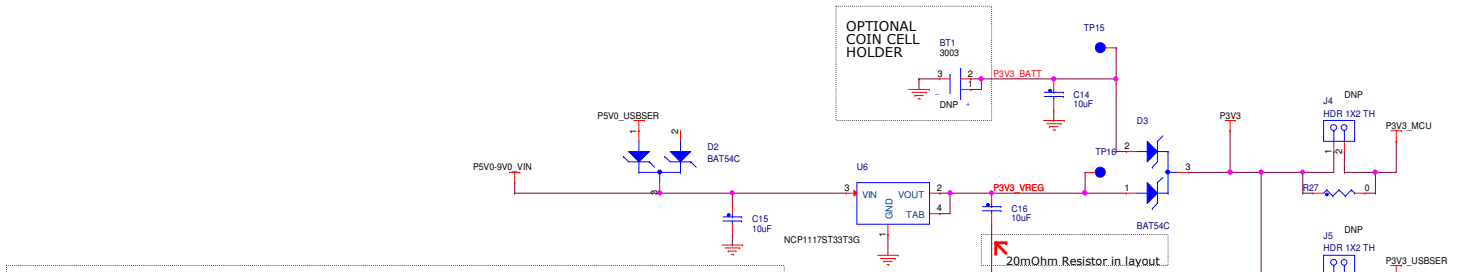 OPTIONAL
COIN CELL
HOLDER
BT1
3003
3
2
1
-
+
DNP
P3V3_BATT
TP15
C14
10uF
P5V0_USBSER
1
2
D2
BAT54C
3
P5V0-9V0_VIN
C15
10uF
U6
3
VIN
VOUT
2
TAB
4
GND
1
NCP1117ST33T3G
P3V3_VREG
C16
10uF
TP16
D3
2
1
3
BAT54C
20mOhm Resistor in layout
P3V3
J4
DNP
HDR 1X2 TH
1
2
P3V3_MCU
R27
0
DNP
J5
HDR 1X2 TH
P3V3_USBSER